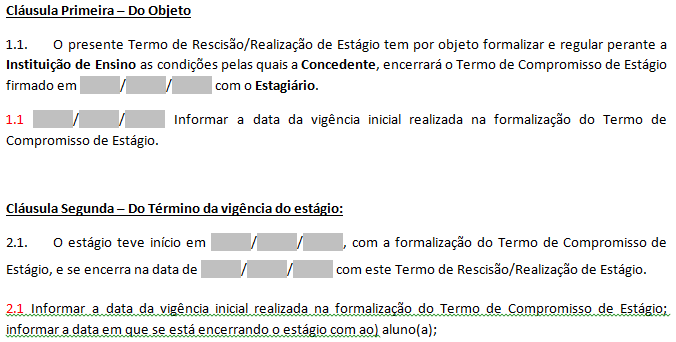 Cláusula Primeira – Do Objeto
1.1. O presente Termo de Rescisão/Realização de Estágio tem por objeto formalizar e regular perante a
Instituição de Ensino as condições pelas quais a Concedente, encerrará o Termo de Compromisso de Estágio
firmado em / / com o Estagiário.
1.1 / / Informar a data da vigência inicial realizada na formalização do Termo de
Compromisso de Estágio.
Cláusula Segunda – Do Término da vigência do estágio:
2.1. O estágio teve início em / / , com a formalização do Termo de Compromisso de
Estágio, e se encerra na data de / / com este Termo de Rescisão/Realização de Estágio.
2.1 Informar a data da vigência inicial realizada na formalização do Termo de Compromisso de Estágio;
informar a data em que se está encerrando o estágio com ao) aluno(a);